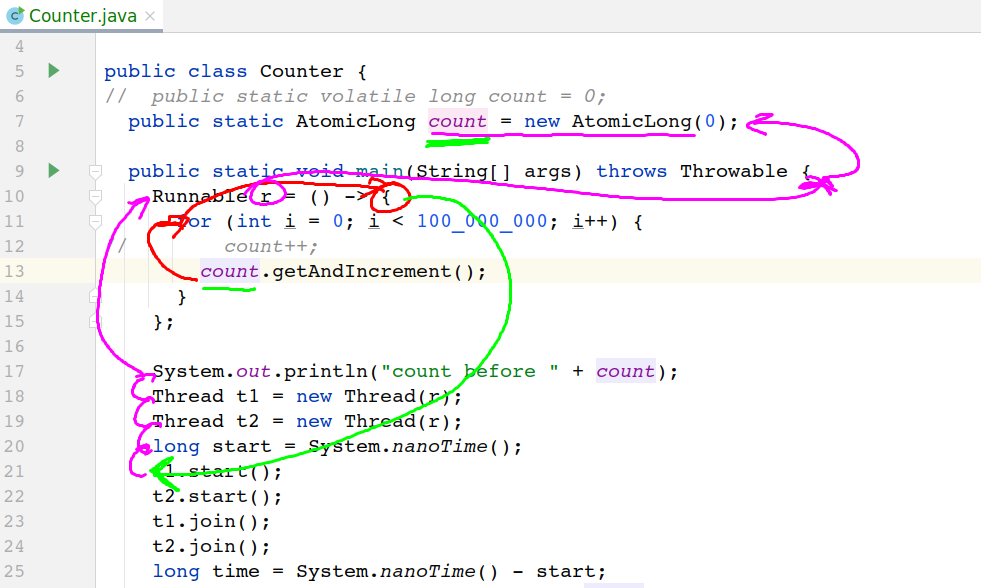 Counter.java
4
5 public class Counter {
6 //  public static volatile long count = 0;
7   public static AtomicLong count = new AtomicLong(0);
8
9   public static void main(String[] args) throws Throwable {
10     Runnable r = () -> {
11       for (int i = 0; i < 100_000_000; i++) {
12 //        count++;
13         count.getAndIncrement();
14       }
15     };
16
17     System.out.println("count before " + count);
18     Thread t1 = new Thread(r);
19     Thread t2 = new Thread(r);
20     long start = System.nanoTime();
21     t1.start();
22     t2.start();
23     t1.join();
24     t2.join();
25     long time = System.nanoTime() - start;